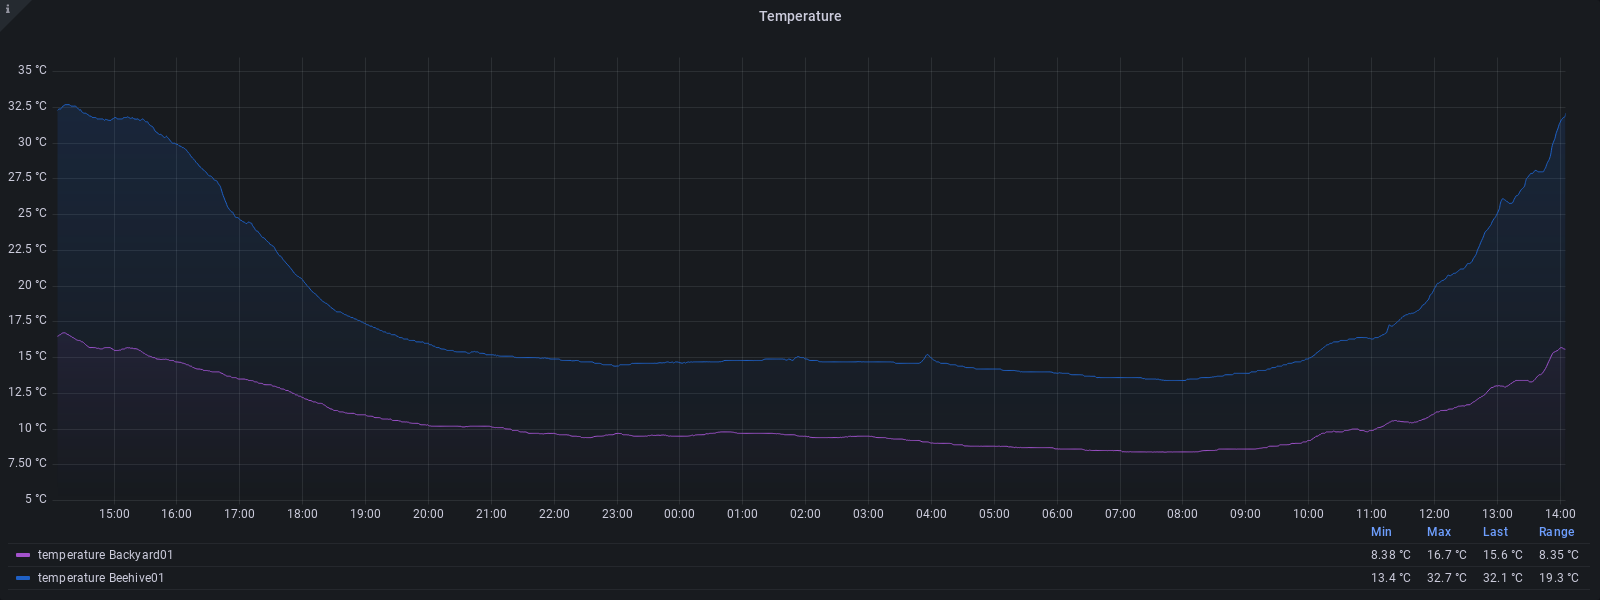 i
Temperature
35 °C
32.5 °C
30 °C
27.5 °C
25 °C
22.5 °C
20 °C
17.5 °C
15 °C
12.5 °C
10 °C
7.50 °C
5 °C
15:00 16:00 17:00 18:00 19:00 20:00 21:00 22:00 23:00 00:00 01:00 02:00 03:00 04:00 05:00 06:00 07:00 08:00 09:00 10:00 11:00 12:00 13:00 14:00
Min Max Last Range
temperature Backyard01 8.38 °C 16.7 °C 15.6 °C 8.35 °C
temperature Beehive01 13.4 °C 32.7 °C 32.1 °C 19.3 °C